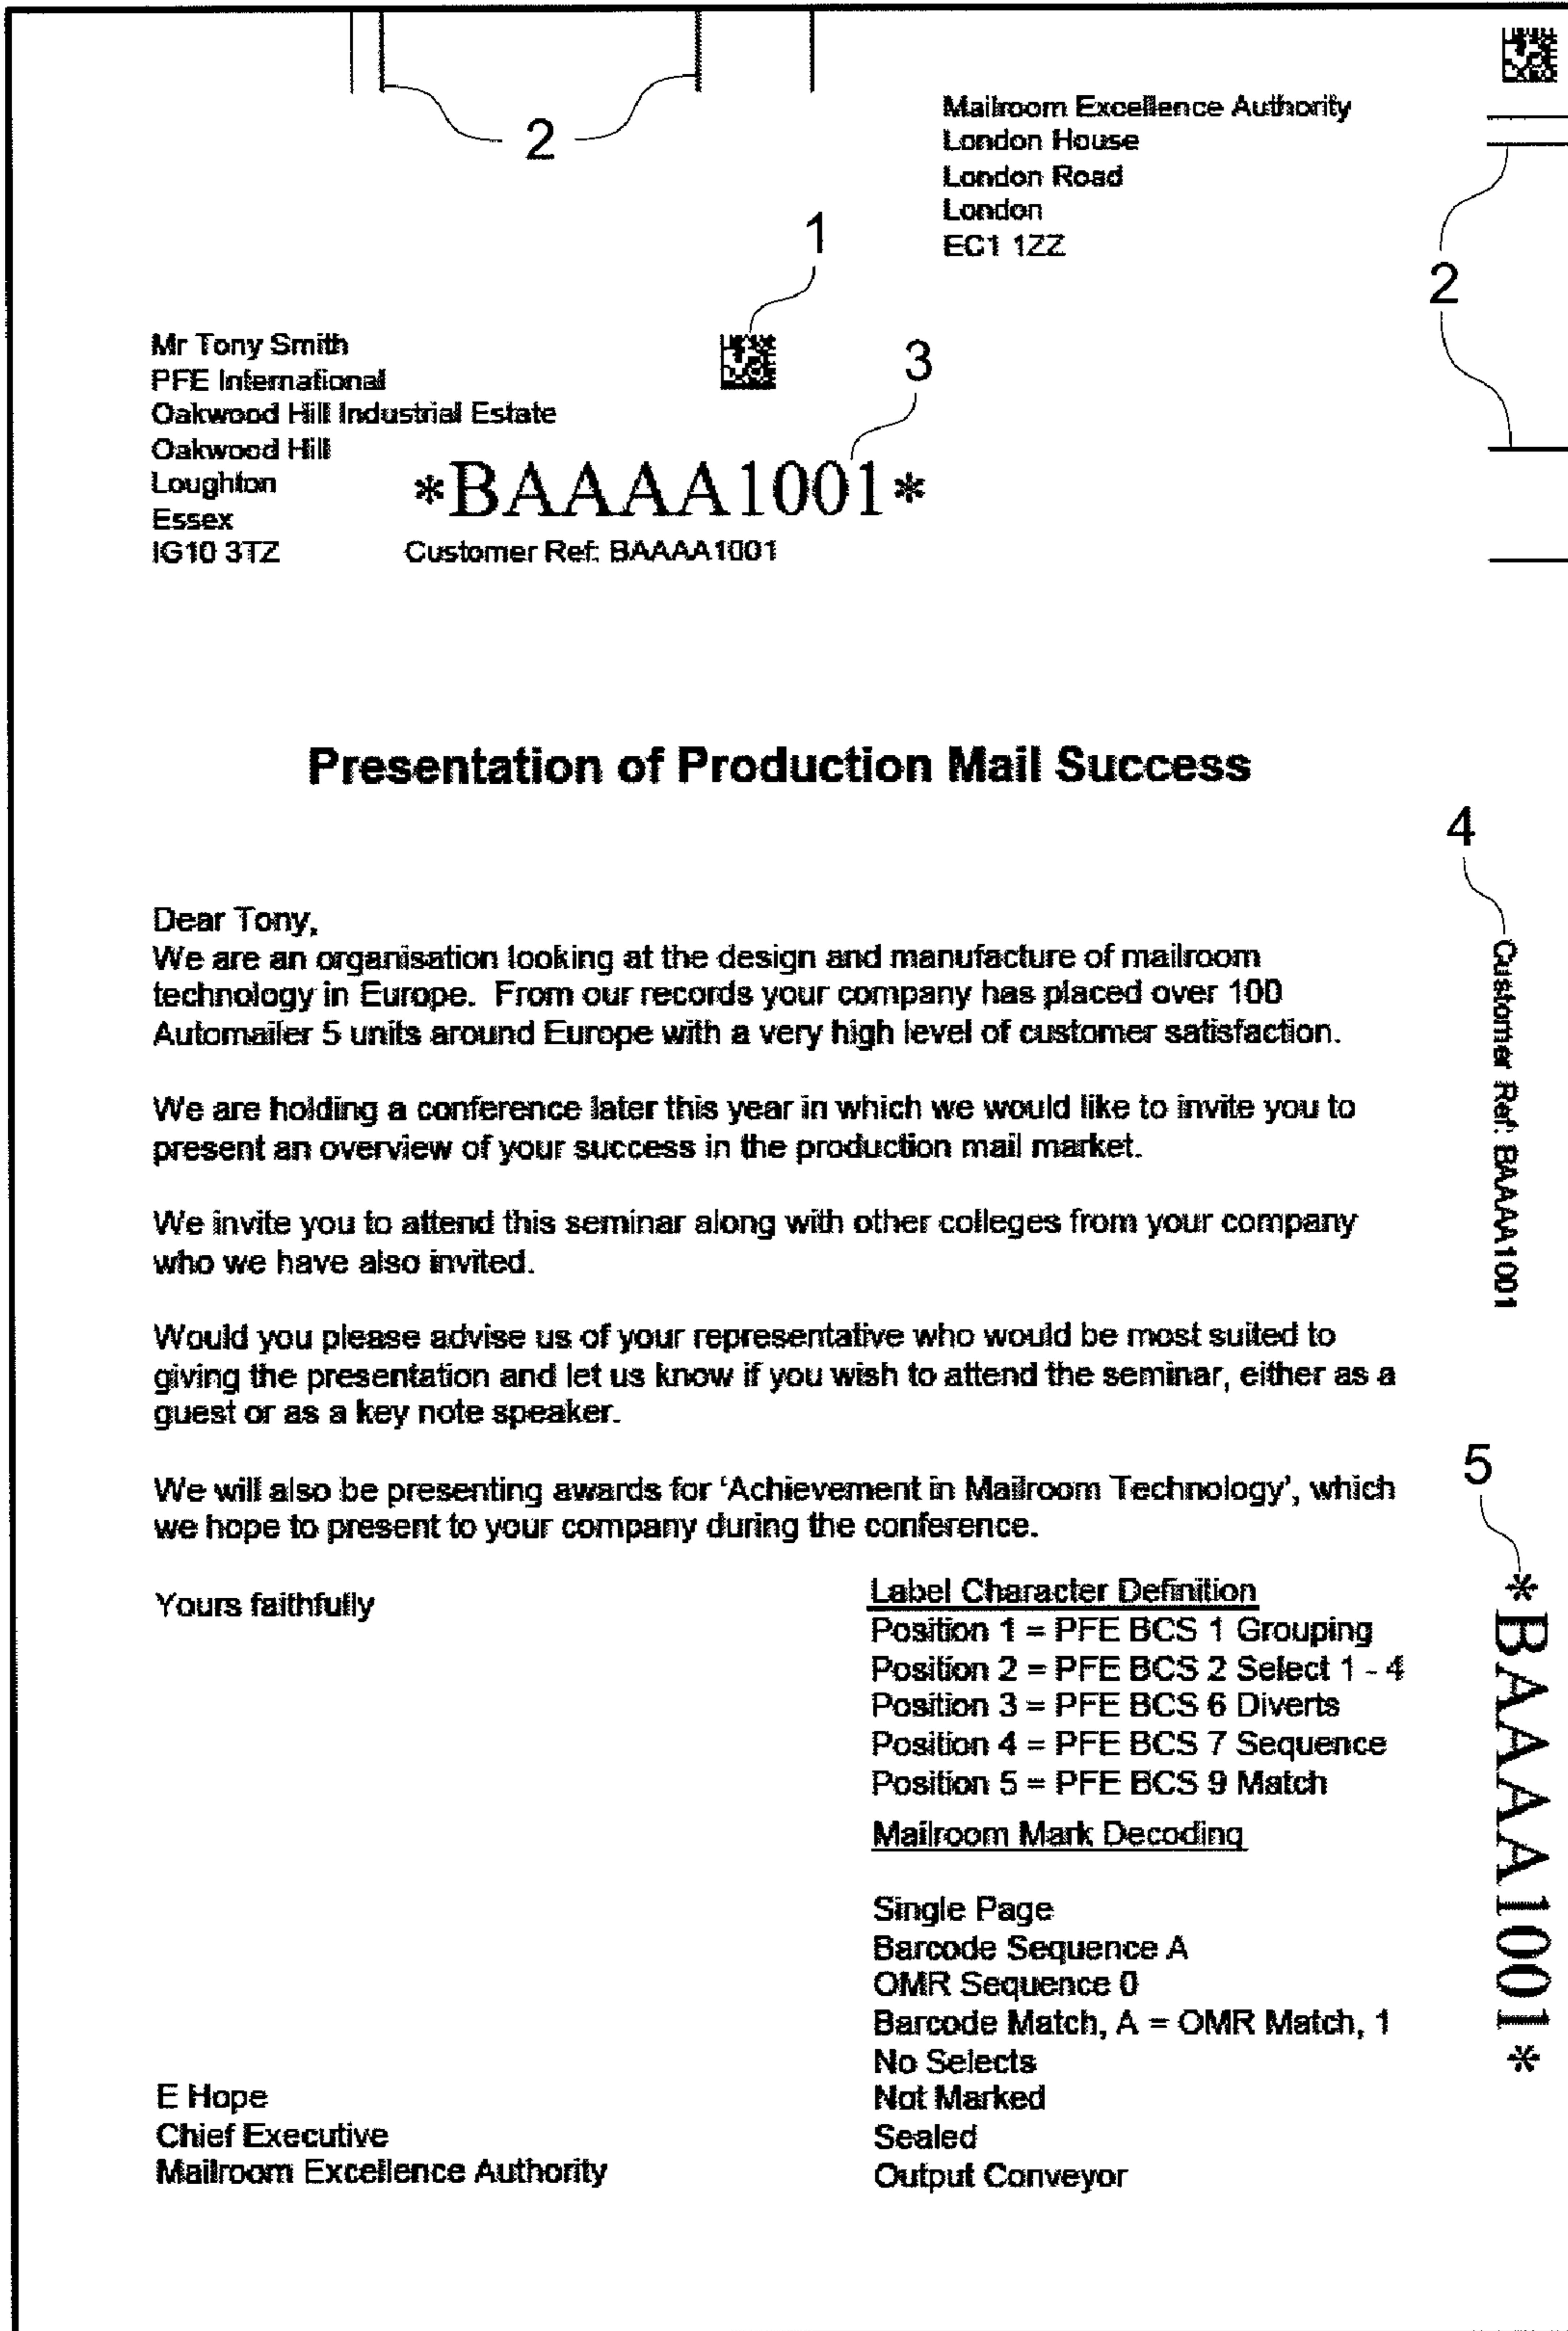 2
Mailroom Excellence Authority
London House
London Road
London
EC1 1ZZ
2
1
3
Mr Tony Smith
PFE International
Oakwood Hill Industrial Estate
Oakwood Hill
Loughton
Essex
IG10 3TZ
*BAAAA1001*
Customer Ref: BAAAA1001
Presentation of Production Mail Success
4
Customer Ref: BAAAA1001
Dear Tony,
We are an organisation looking at the design and manufacture of mailroom
technology in Europe. From our records your company has placed over 100
Automailer 5 units around Europe with a very high level of customer satisfaction.
We are holding a conference later this year in which we would like to invite you to
present an overview of your success in the production mail market.
We invite you to attend this seminar along with other colleges from your company
who we have also invited.
Would you please advise us of your representative who would be most suited to
giving the presentation and let us know if you wish to attend the seminar, either as a
guest or as a key note speaker.
We will also be presenting awards for ‘Achievement in Mailroom Technology’, which
we hope to present to your company during the conference.
5
*BAAAA1001*
Yours faithfully
Label Character Definition
Position 1 = PFE BCS 1 Grouping
Position 2 = PFE BCS 2 Select 1 - 4
Position 3 = PFE BCS 6 Diverts
Position 4 = PFE BCS 7 Sequence
Position 5 = PFE BCS 9 Match
Mailroom Mark Decoding
Single Page
Barcode Sequence A
OMR Sequence 0
Barcode Match, A = OMR Match, 1
No Selects
Not Marked
Sealed
Output Conveyor
E Hope
Chief Executive
Mailroom Excellence Authority